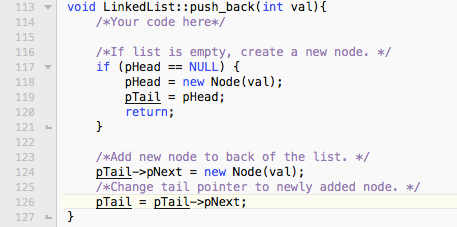 113 void LinkedList::push_back(int val){
114     /*Your code here*/
115
116     /*If list is empty, create a new node. */
117     if (pHead == NULL) {
118         pHead = new Node(val);
119         pTail = pHead;
120         return;
121     }
122
123     /*Add new node to back of the list. */
124     pTail->pNext = new Node(val);
125     /*Change tail pointer to newly added node. */
126     pTail = pTail->pNext;
127 }